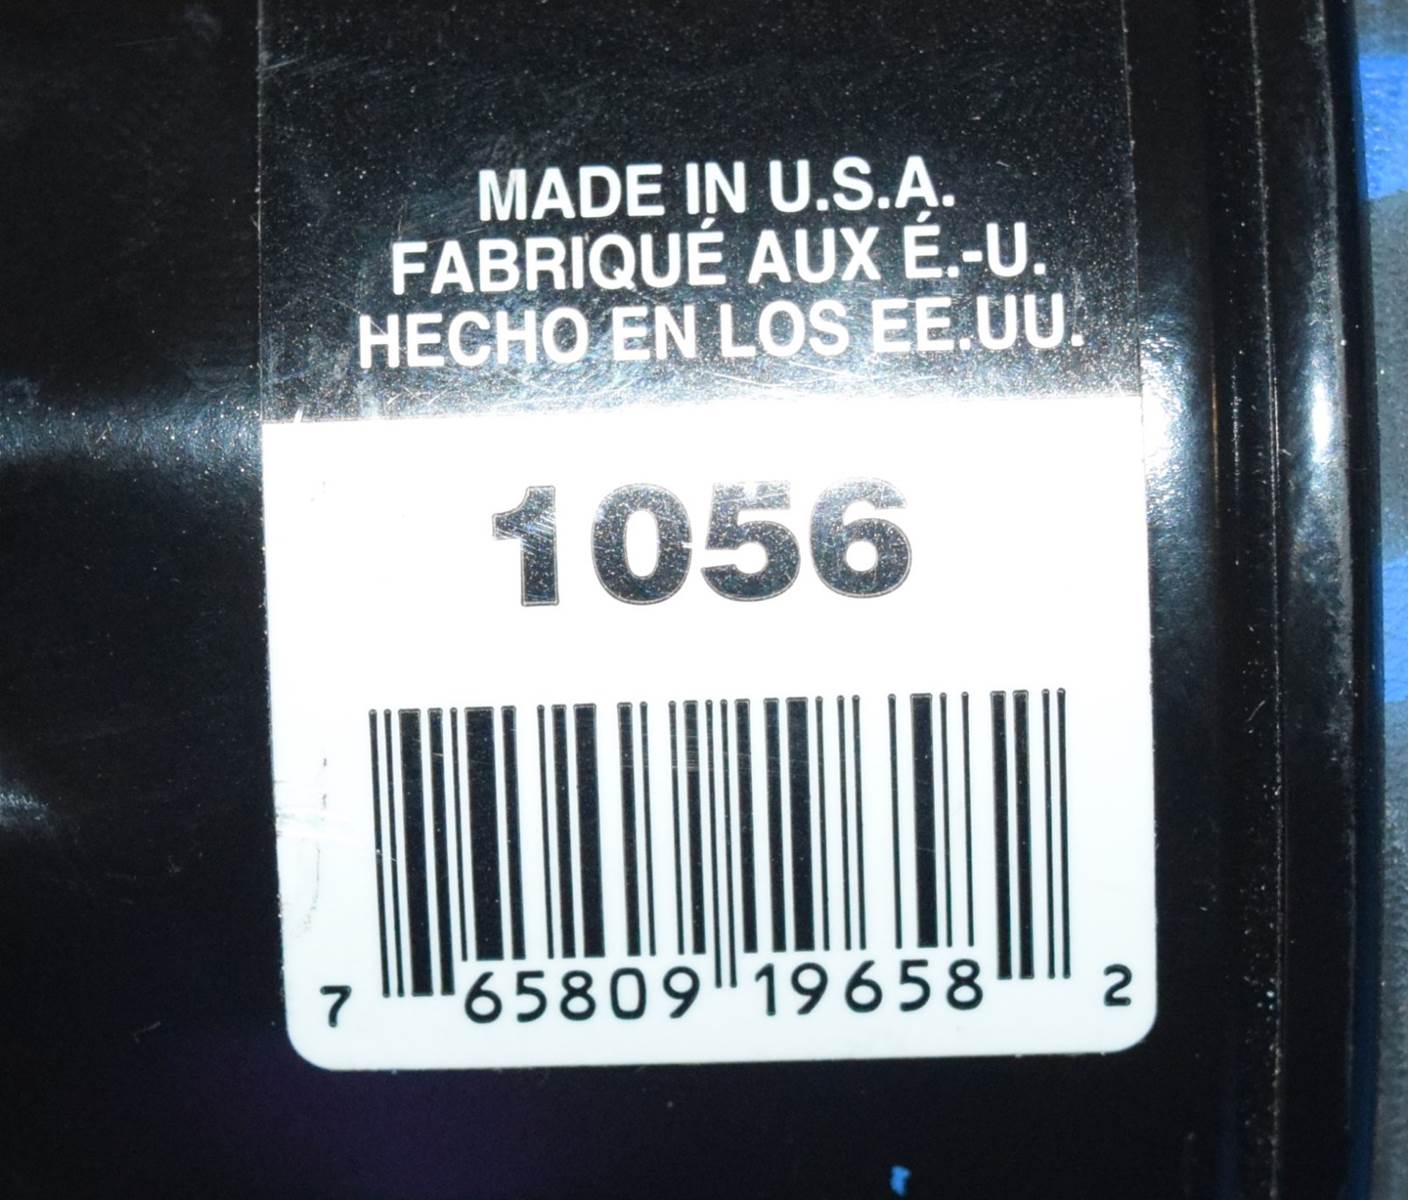 MADE IN U.S.A.
FABRIQUÉ AUX É.-U.
HECHO EN LOS EE.UU.
1056
7 65809 19658 2